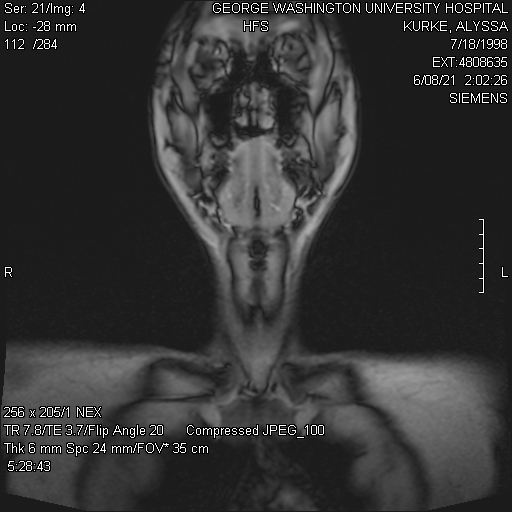 Ser: 21/Img: 4
Loc: -28 mm
112 /284
GEORGE WASHINGTON UNIVERSITY HOSPITAL
HFS
KURKE, ALYSSA
7/18/1998
EXT:4808635
6/08/21 2:02:26
SIEMENS
R
L
256 x 205/1 NEX
TR 7.8/TE 3.7/Flip Angle 20
Compressed JPEG_100
Thk 6 mm Spc 24 mm/FOV* 35 cm
5:28:43